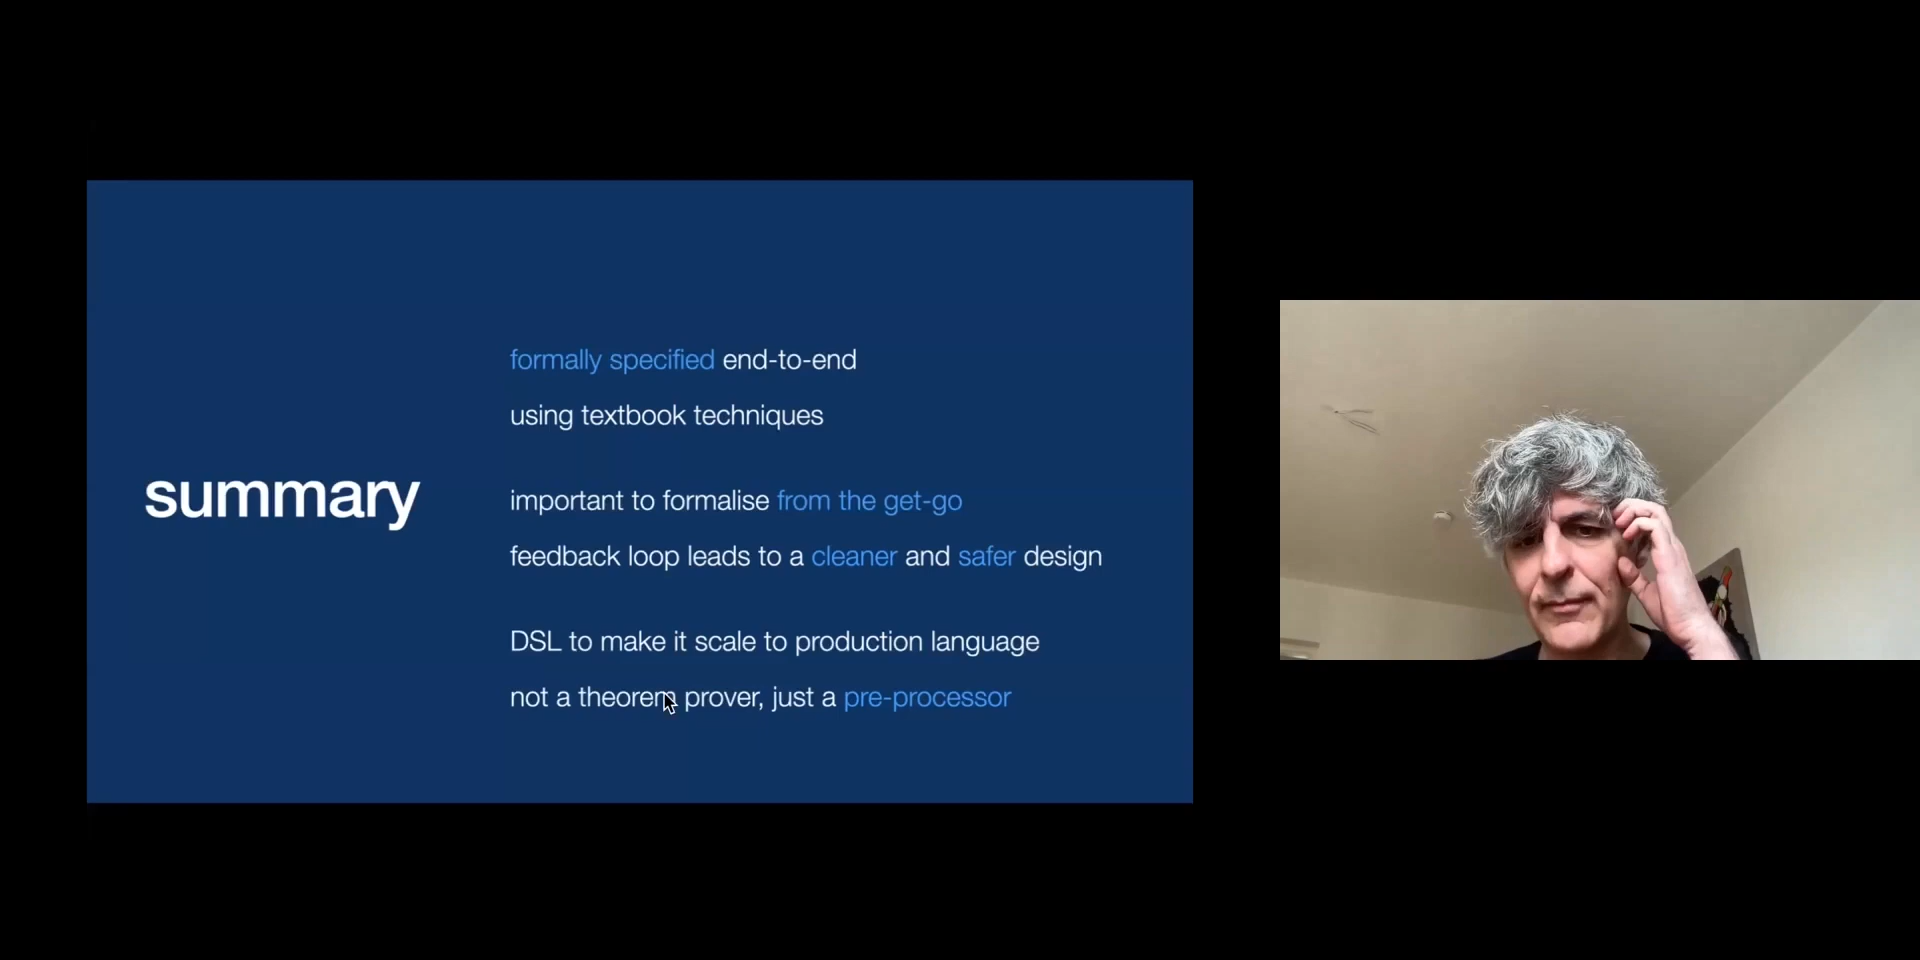 summary
formally specified end-to-end
using textbook techniques
important to formalise from the get-go
feedback loop leads to a cleaner and safer design
DSL to make it scale to production language
not a theorem prover, just a pre-processor